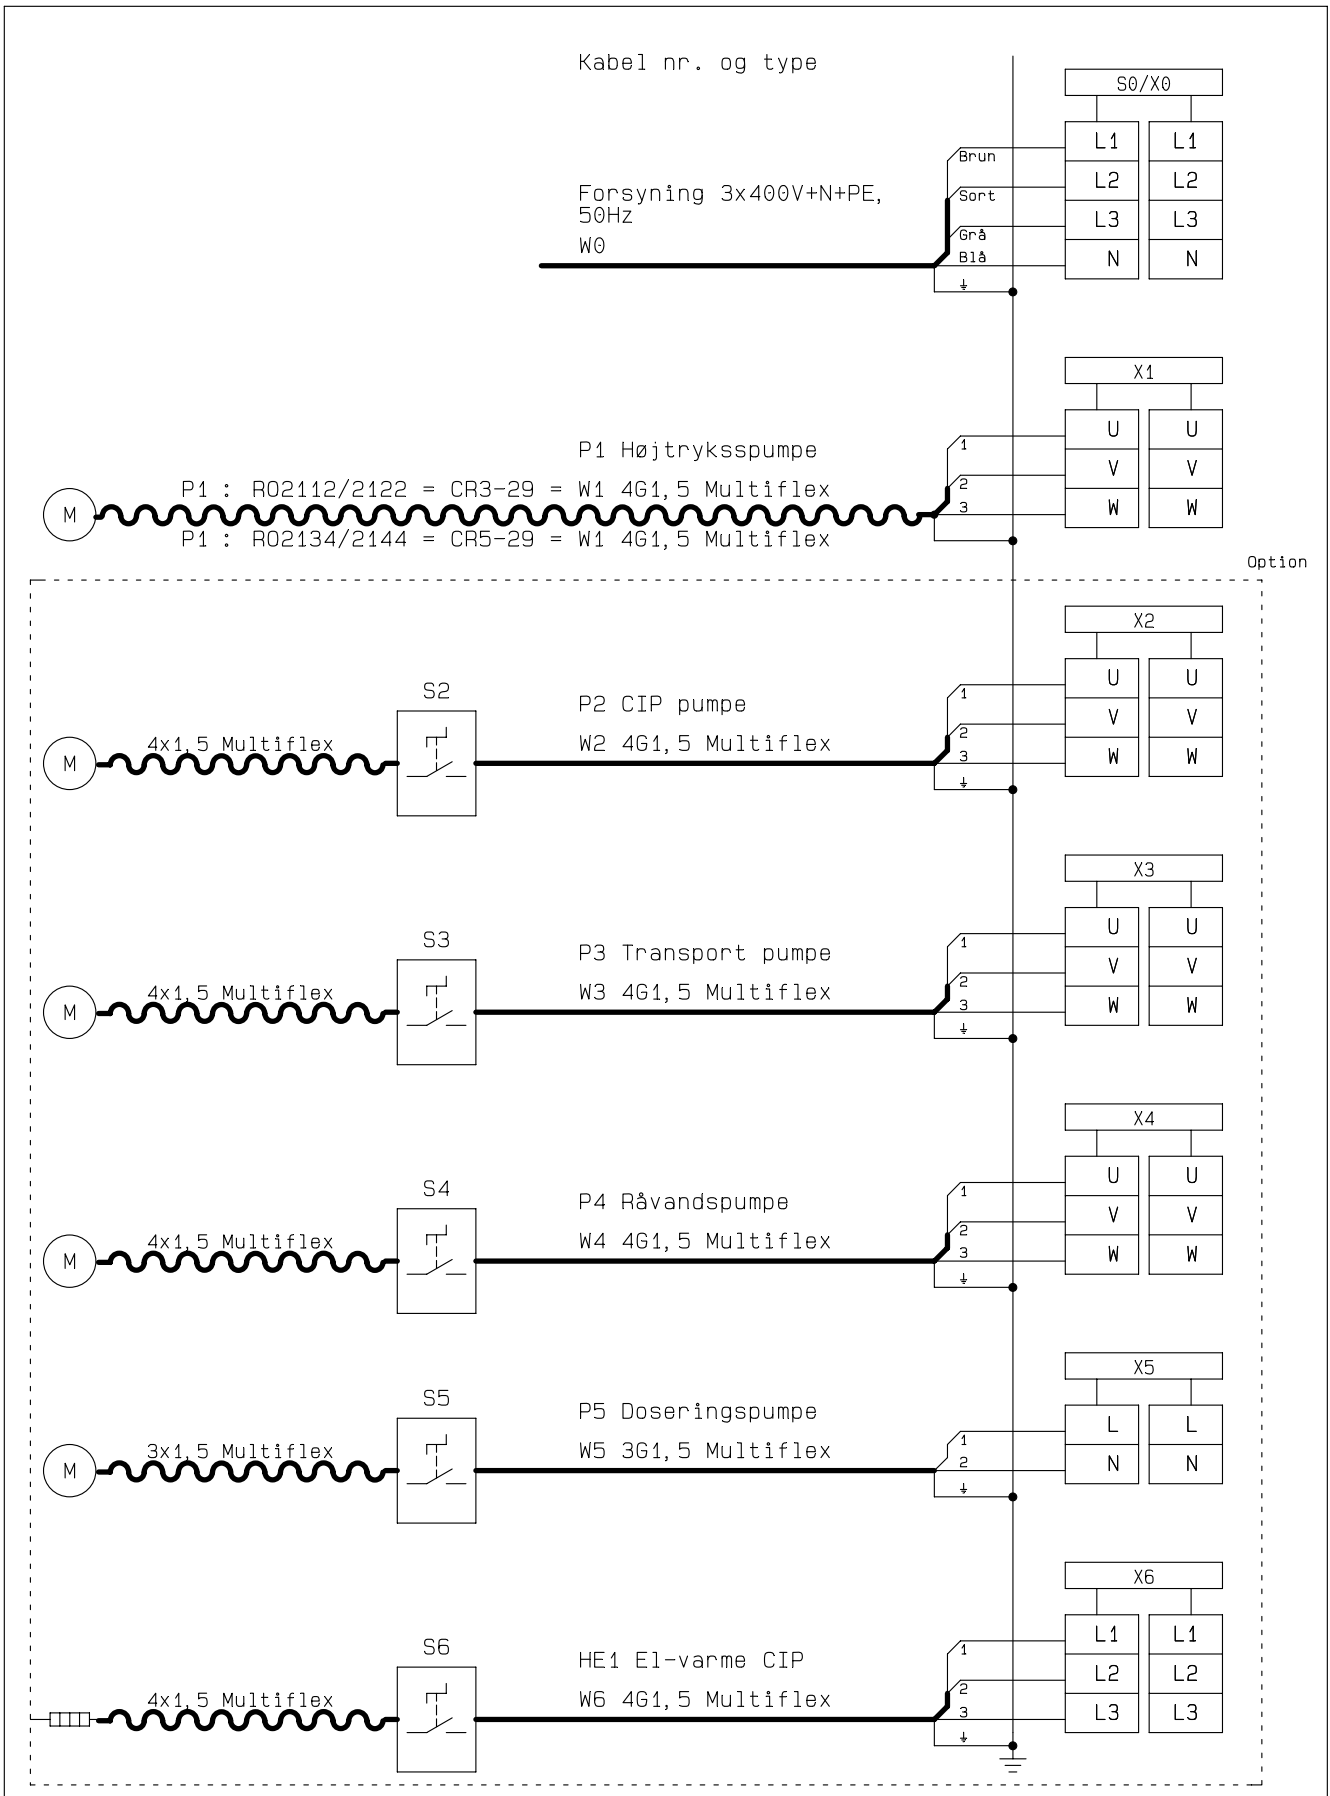 Kabel nr. og type
S0/X0
L1 L1
Brun
L2 L2
Forsyning 3x400V+N+PE,
Sort
50Hz
L3 L3
Grå
W0
Blå
N N
X1
U U
1
P1 Højtryksspumpe
V V
P1 : RO2112/2122 = CR3-29 = W1 4G1,5 Multiflex
2
M
3
W W
P1 : RO2134/2144 = CR5-29 = W1 4G1,5 Multiflex
Option
X2
U U
S2
1
P2 CIP pumpe
V V
2
4x1,5 Multiflex
W2 4G1,5 Multiflex
M
3
W W
X3
U U
S3
1
P3 Transport pumpe
V V
2
4x1,5 Multiflex
W3 4G1,5 Multiflex
M
3
W W
X4
U U
S4
1
P4 Råvandspumpe
V V
2
4x1,5 Multiflex
W4 4G1,5 Multiflex
M
3
W W
X5
S5
P5 Doseringspumpe
L L
1
3x1,5 Multiflex
W5 3G1,5 Multiflex
M
2
N N
X6
L1 L1
S6
1
HE1 El-varme CIP
L2 L2
2
4x1,5 Multiflex
W6 4G1,5 Multiflex
3
L3 L3